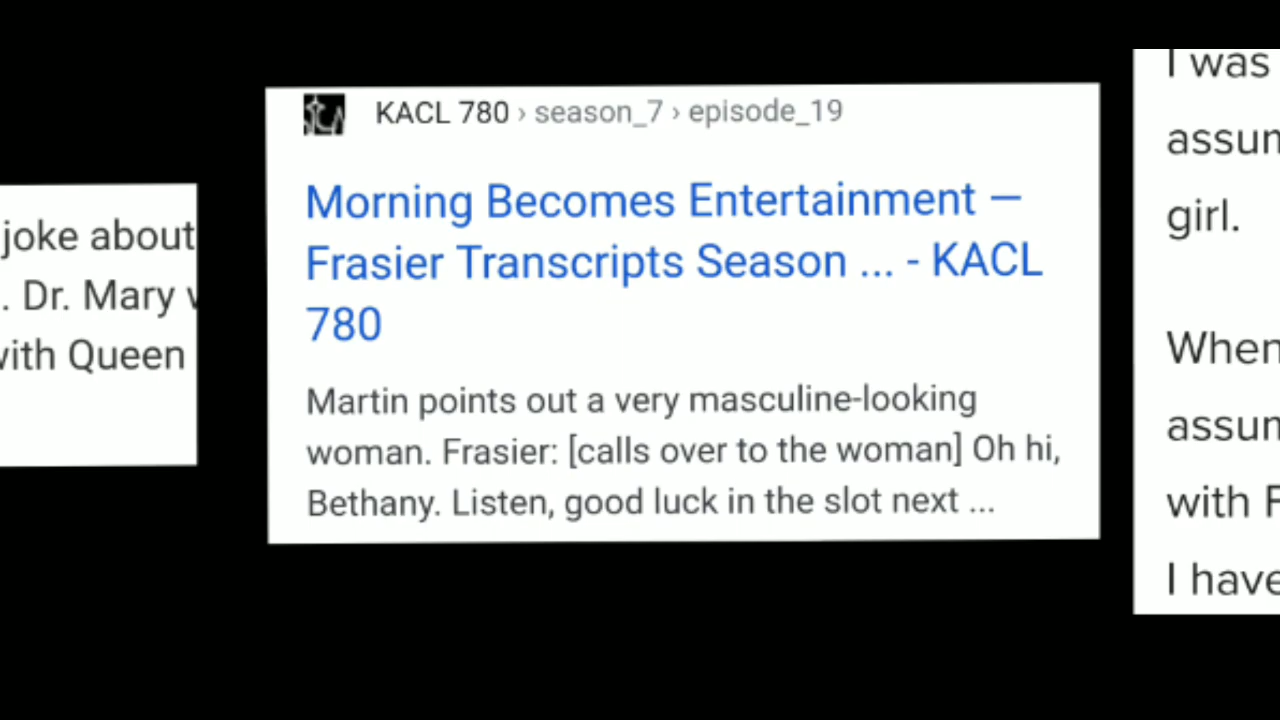 joke about
. Dr. Mary
with Queen
KACL 780 › season_7 › episode_19
Morning Becomes Entertainment —
Frasier Transcripts Season ... - KACL
780
Martin points out a very masculine-looking
woman. Frasier: [calls over to the woman] Oh hi,
Bethany. Listen, good luck in the slot next ...
I was
assum
girl.
When
assum
with F
I have